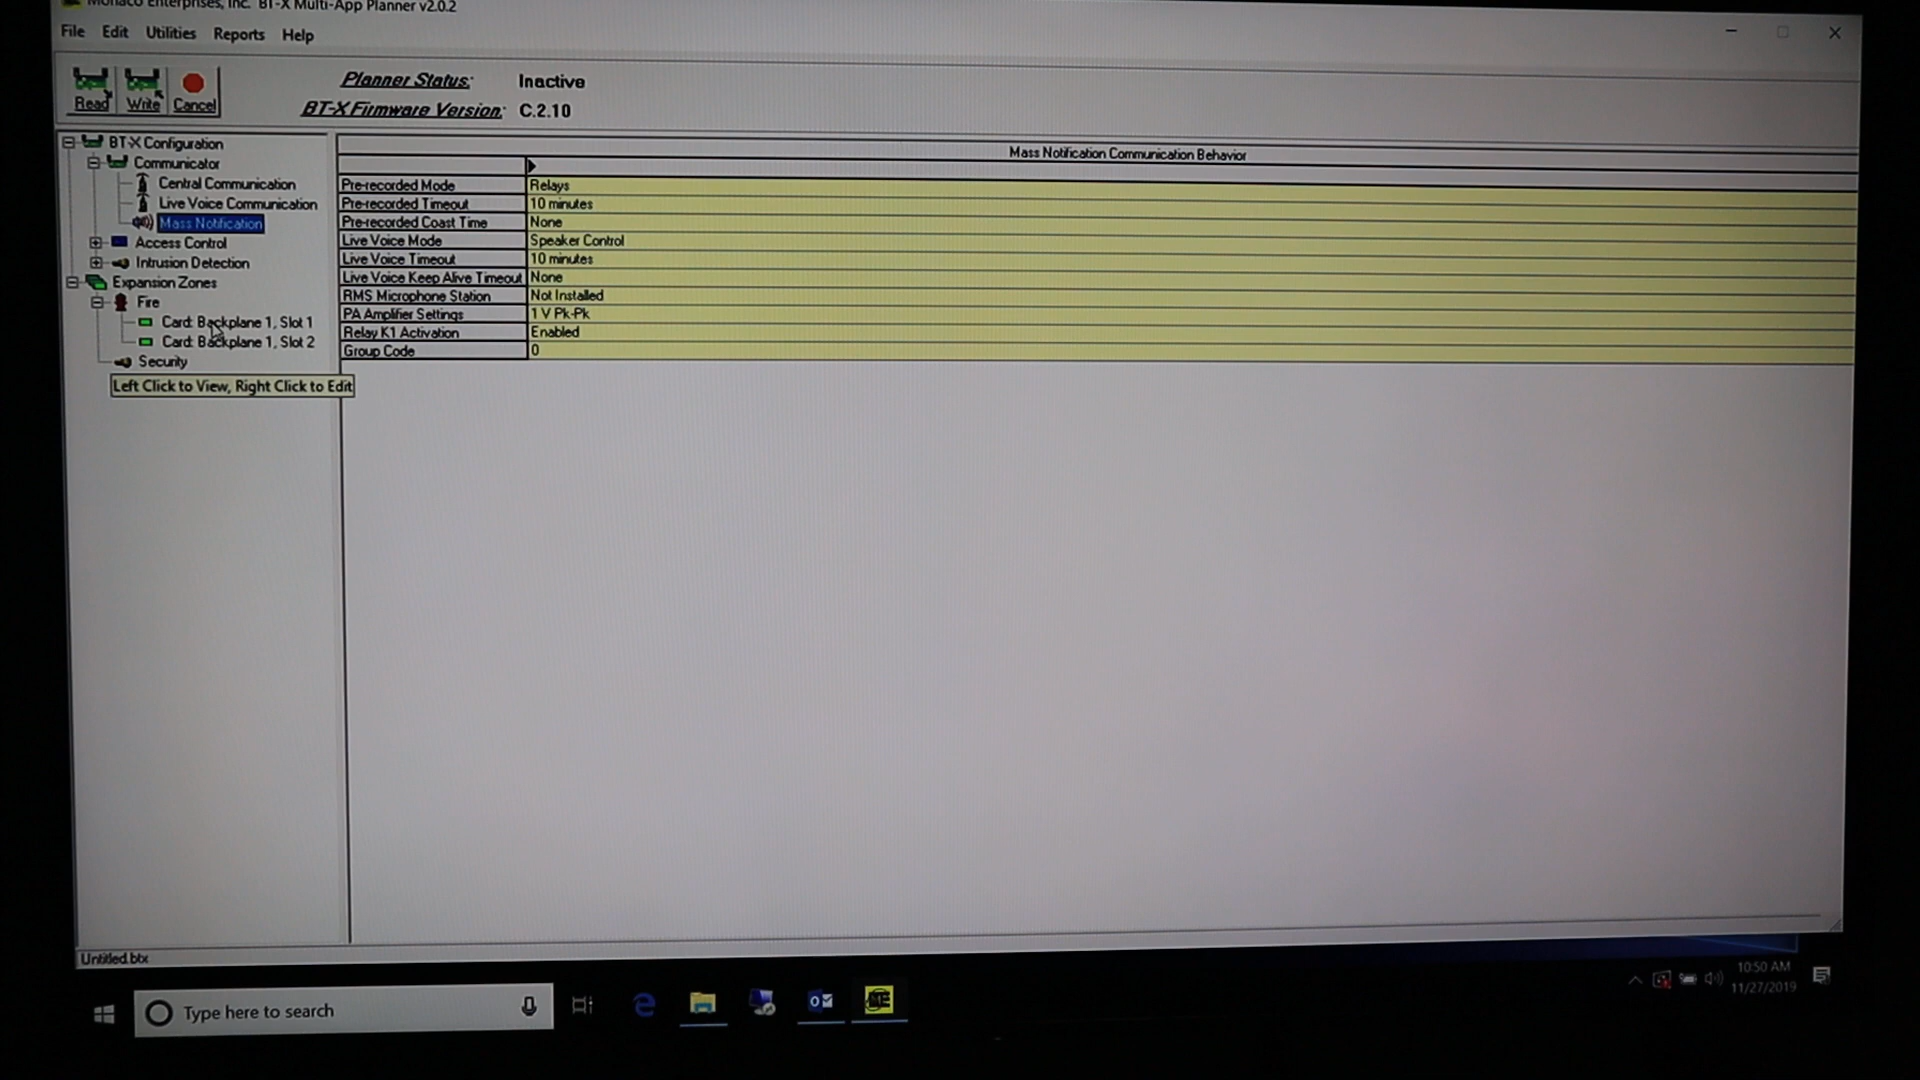 Monaco Enterprises, Inc. BT-X Multi-App Planner v2.0.2
File Edit Utilities Reports Help
Read Write Cancel
Planner Status: Inactive
BT-X Firmware Version: C.2.10
BT-X Configuration
Communicator
Central Communication
Live Voice Communication
Mass Notification
Access Control
Intrusion Detection
Expansion Zones
Fire
Card: Backplane 1, Slot 1
Card: Backplane 1, Slot 2
Security
Left Click to View, Right Click to Edit
Mass Notification Communication Behavior
Pre-recorded Mode Relays
Pre-recorded Timeout 10 minutes
Pre-recorded Coast Time None
Live Voice Mode Speaker Control
Live Voice Timeout 10 minutes
Live Voice Keep Alive Timeout None
RMS Microphone Station Not Installed
PA Amplifier Settings 1 V Pk-Pk
Relay K1 Activation Enabled
Group Code 0
Untitled.btx
Type here to search
10:50 AM
11/27/2019